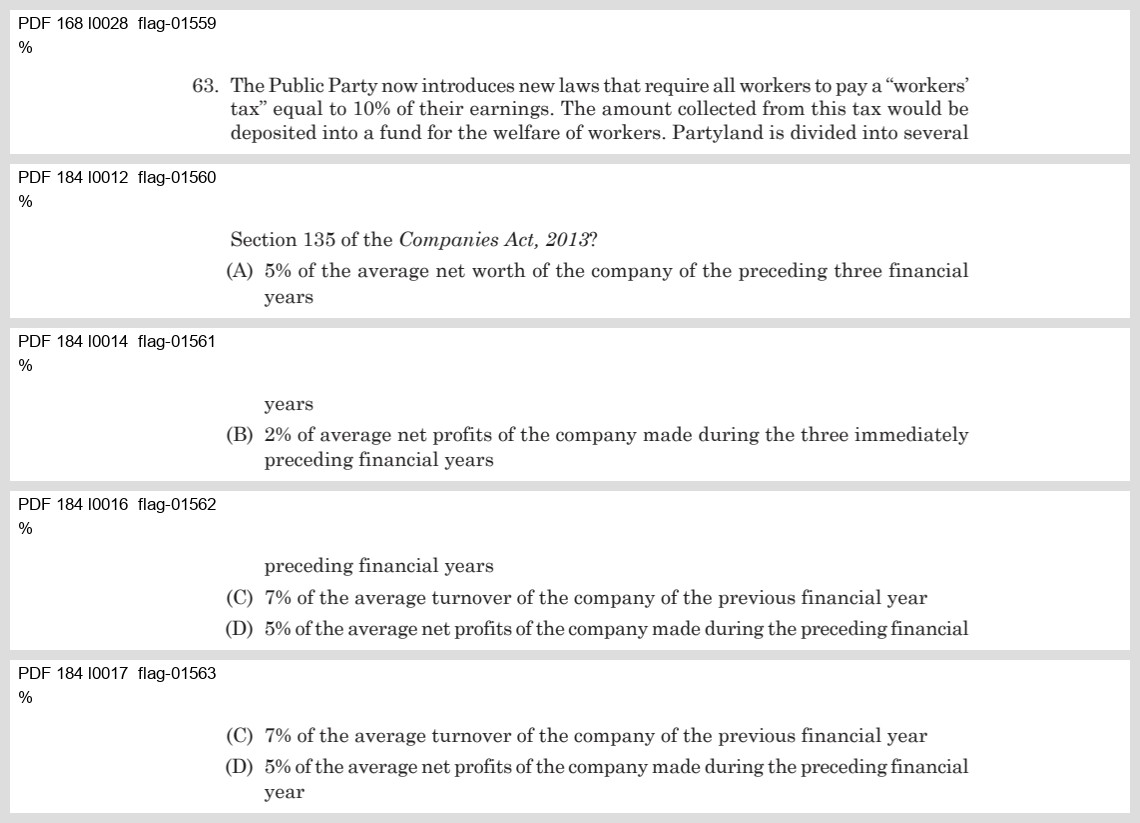 PDF 168 l0028 flag-01559
%
63. The Public Party now introduces new laws that require all workers to pay a “workers’
tax” equal to 10% of their earnings. The amount collected from this tax would be
deposited into a fund for the welfare of workers. Partyland is divided into several
PDF 184 l0012 flag-01560
%
Section 135 of the Companies Act, 2013?
(A) 5% of the average net worth of the company of the preceding three financial
years
PDF 184 l0014 flag-01561
%
years
(B) 2% of average net profits of the company made during the three immediately
preceding financial years
PDF 184 l0016 flag-01562
%
preceding financial years
(C) 7% of the average turnover of the company of the previous financial year
(D) 5% of the average net profits of the company made during the preceding financial
PDF 184 l0017 flag-01563
%
(C) 7% of the average turnover of the company of the previous financial year
(D) 5% of the average net profits of the company made during the preceding financial
year